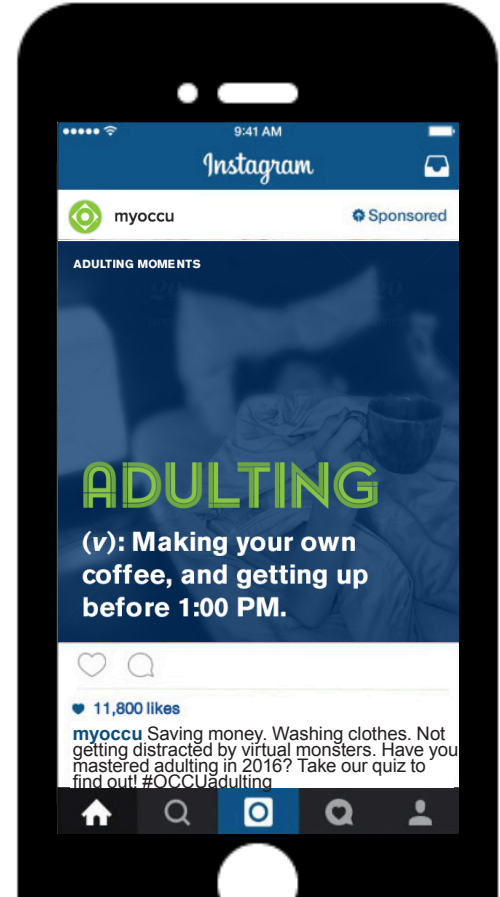 9:41 AM
Instagram
myoccu
Sponsored
ADULTING MOMENTS
ADULTING
(v): Making your own
coffee, and getting up
before 1:00 PM.
11,800 likes
myoccu Saving money. Washing clothes. Not
getting distracted by virtual monsters. Have you
mastered adulting in 2016? Take our quiz to
find out! #OCCUadulting